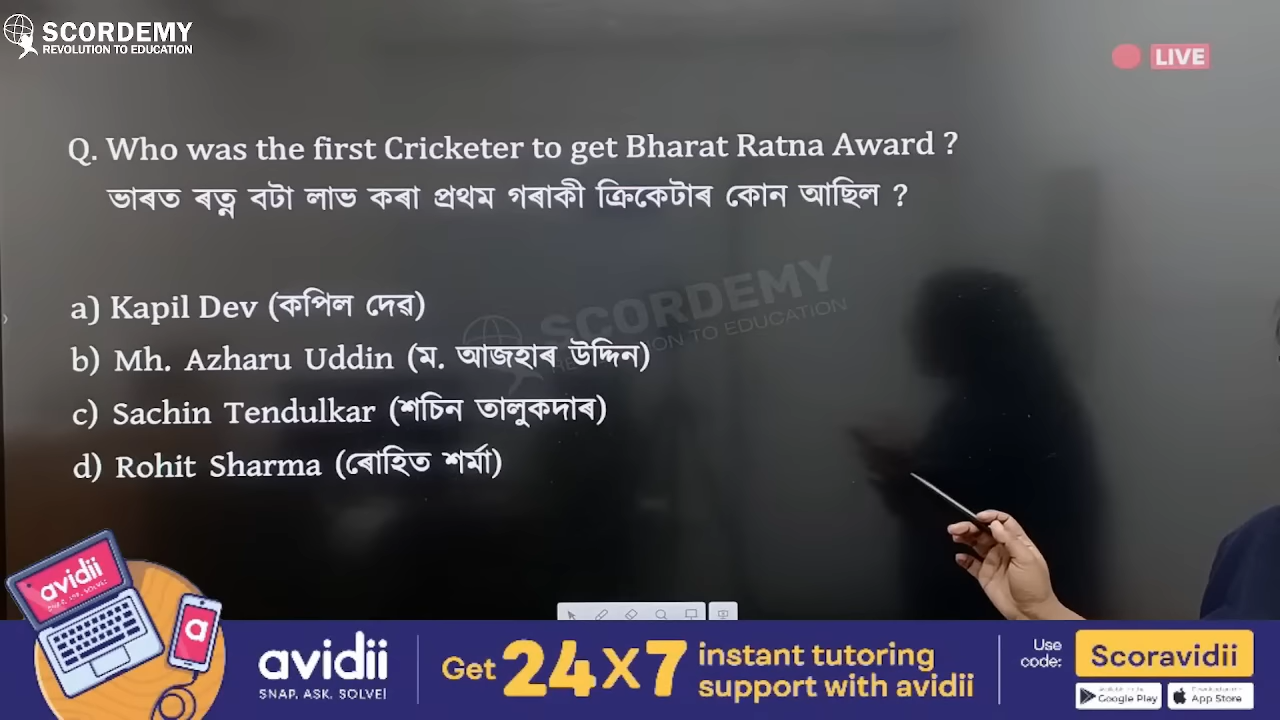 SCORDEMY
REVOLUTION TO EDUCATION
LIVE
Q. Who was the first Cricketer to get Bharat Ratna Award ?
ভাৰত ৰত্ন বটা লাভ কৰা প্ৰথম গৰাকী ক্ৰিকেটাৰ কোন আছিল ?
a) Kapil Dev (কপিল দেৱ)
b) Mh. Azharu Uddin (ম. আজহাৰ উদ্দিন)
c) Sachin Tendulkar (শচিন তালুকদাৰ)
d) Rohit Sharma (ৰোহিত শৰ্মা)
SCORDEMY
REVOLUTION TO EDUCATION
avidii
SNAP, ASK, SOLVE!
a
avidii
SNAP. ASK. SOLVE!
Get 24X7 instant tutoring
support with avidii
Use
code:
Scoravidii
Google Play
App Store